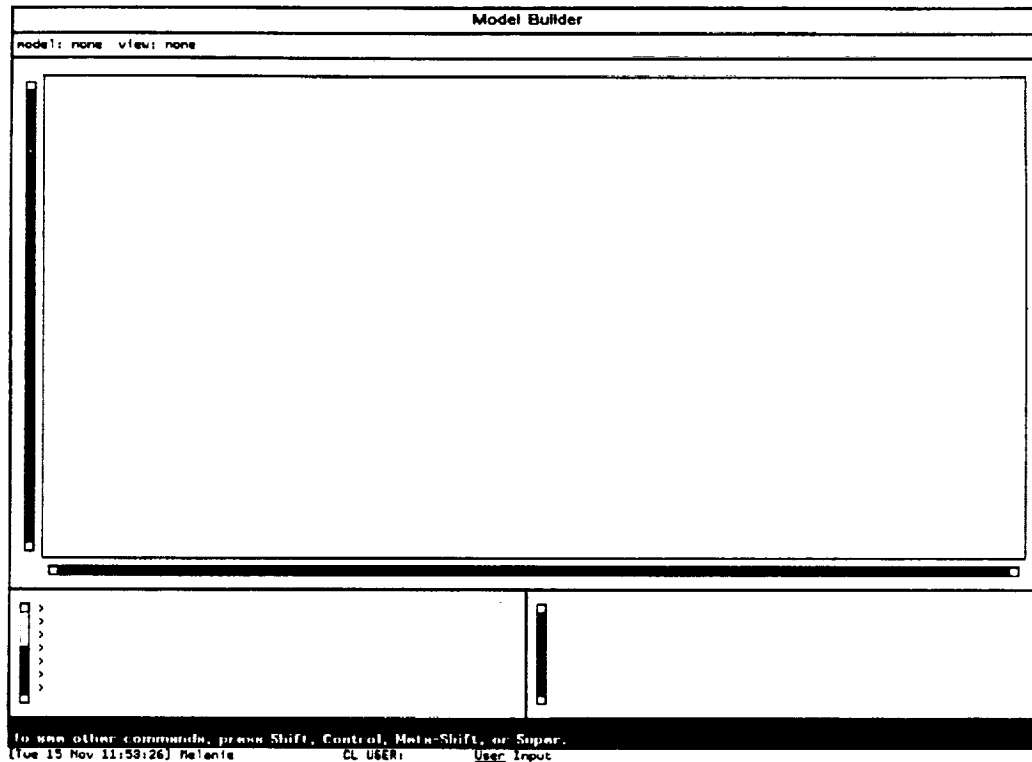 Model Builder
model: none view: none
>
>
>
>
>
>
>
To see other commands, press Shift, Control, Meta-Shift, or Super.
[Tue 15 Nov 11:53:26] Melanie CL USER: User Input